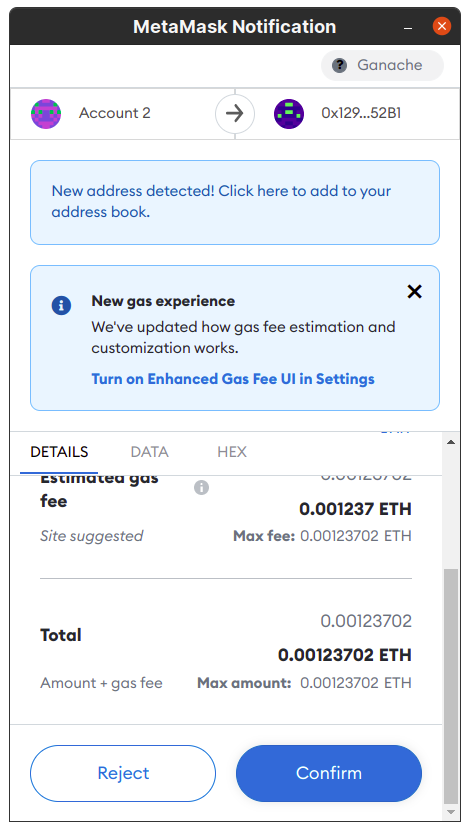 MetaMask Notification
Ganache
Account 2
0x129...52B1
New address detected! Click here to add to your
address book.
New gas experience
We've updated how gas fee estimation and
customization works.
Turn on Enhanced Gas Fee UI in Settings
DETAILS
DATA
HEX
Estimated gas
fee
0.00123702
0.001237 ETH
Site suggested
Max fee: 0.00123702 ETH
Total
0.00123702
0.00123702 ETH
Amount + gas fee
Max amount: 0.00123702 ETH
Reject
Confirm